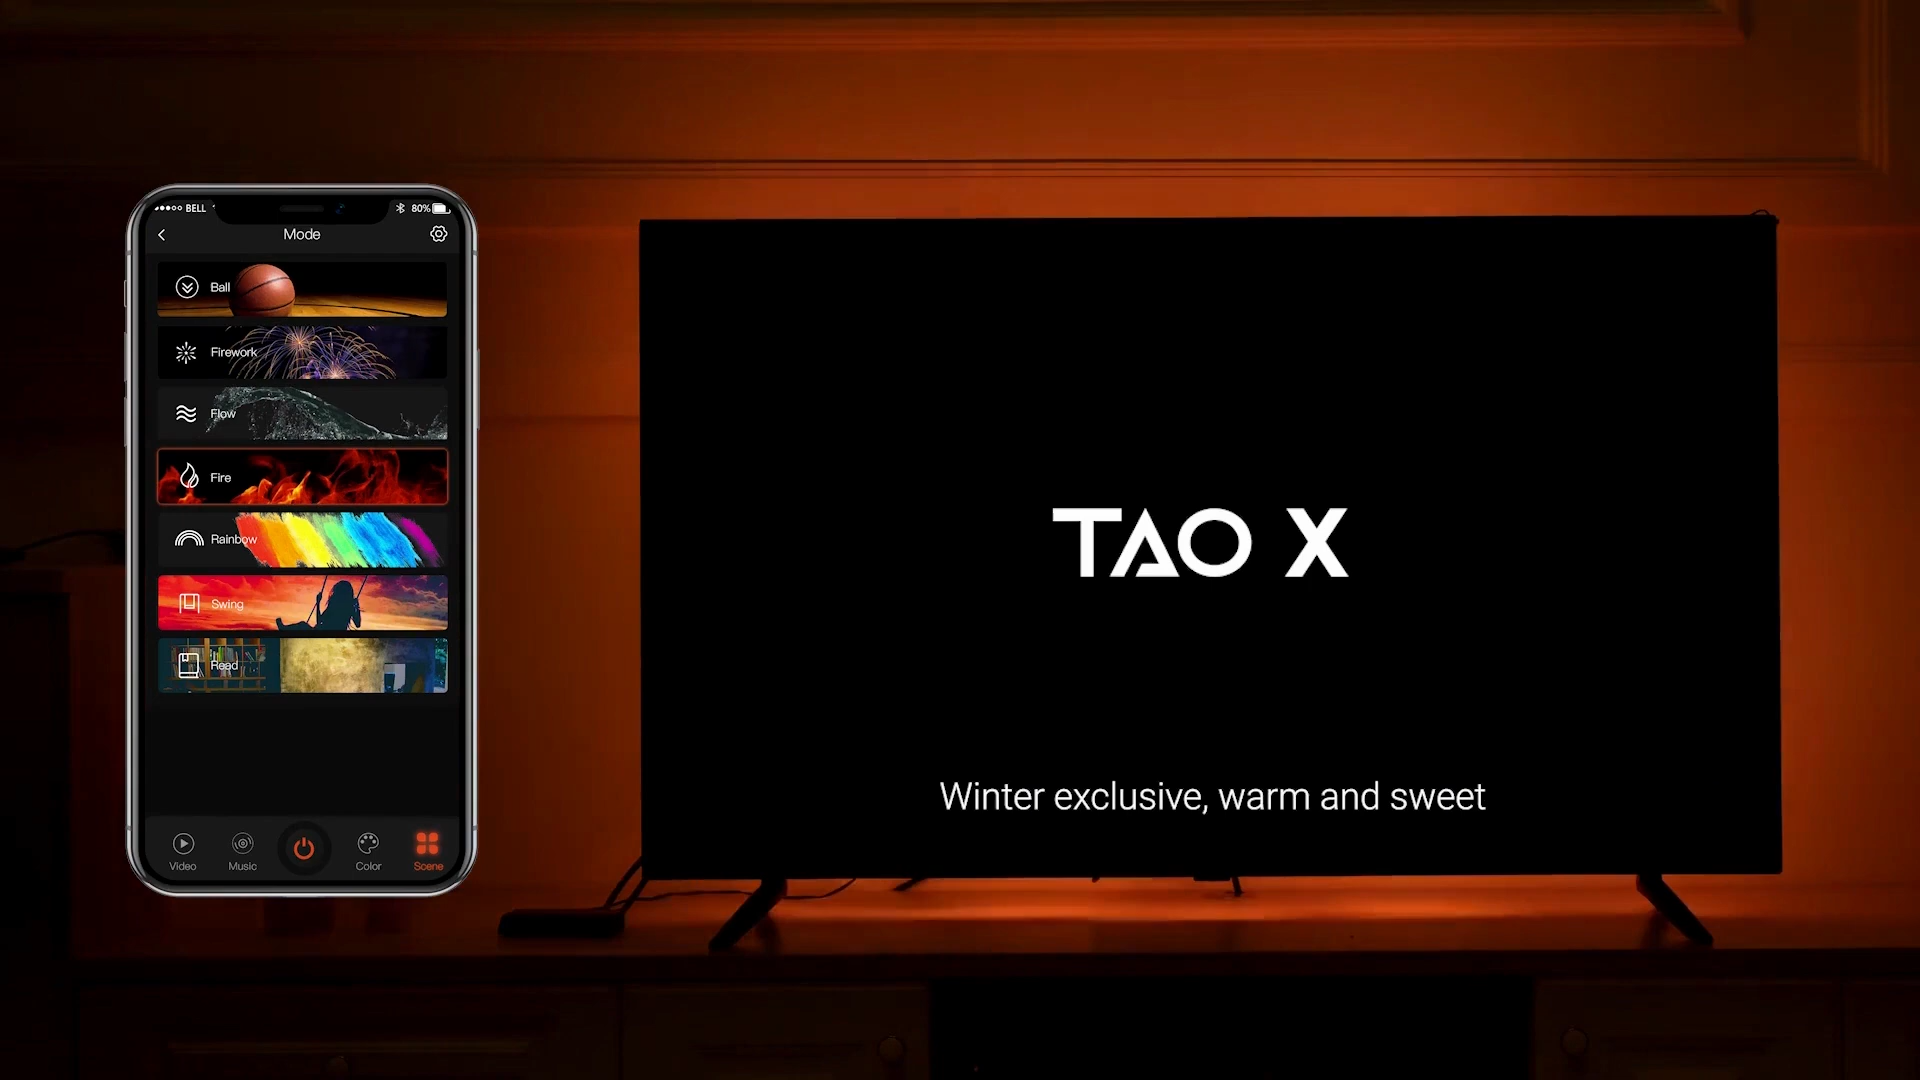 BELL
80%
Mode
Ball
Firework
Flow
Fire
Rainbow
Swing
Read
Video
Music
Color
Scene
TAO X
Winter exclusive, warm and sweet